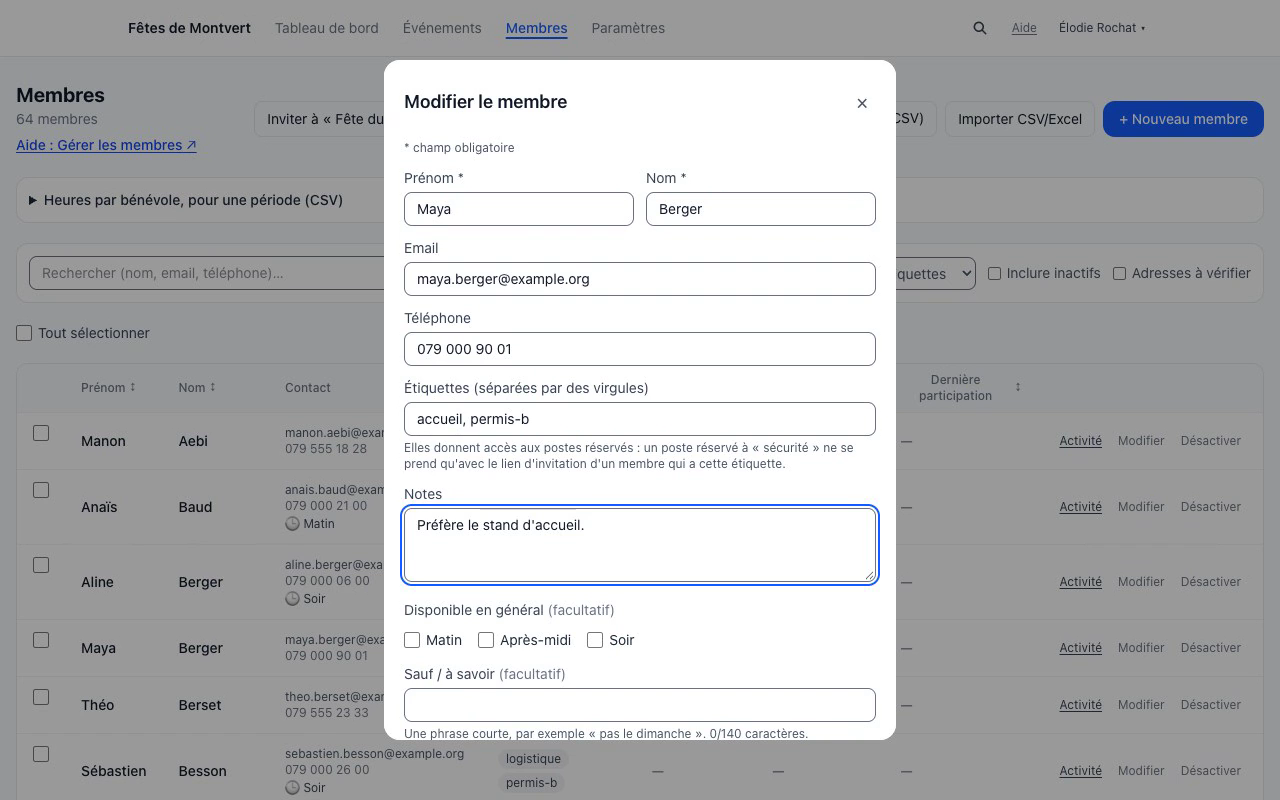 Fêtes de Montvert Tableau de bord Événements Membres Paramètres Aide Élodie Rochat
Membres
64 membres
Aide : Gérer les membres ↗
Inviter à « Fête du
CSV)
Importer CSV/Excel
+ Nouveau membre
Heures par bénévole, pour une période (CSV)
Rechercher (nom, email, téléphone)…
quettes
Inclure inactifs
Adresses à vérifier
Tout sélectionner
Prénom ↕ Nom ↕ Contact Dernière participation ↕
Manon Aebi manon.aebi@exar — Activité Modifier Désactiver
079 555 18 28
Anaïs Baud anais.baud@exam — Activité Modifier Désactiver
079 000 21 00
Matin
Aline Berger aline.berger@exa — Activité Modifier Désactiver
079 000 06 00
Soir
Maya Berger maya.berger@exa — Activité Modifier Désactiver
079 000 90 01
Théo Berset theo.berset@exa — Activité Modifier Désactiver
079 555 23 33
Sébastien Besson sebastien.besson@example.org logistique — — — Activité Modifier Désactiver
079 000 26 00 permis-b
Soir
Modifier le membre ×
* champ obligatoire
Prénom * Nom *
Maya Berger
Email
maya.berger@example.org
Téléphone
079 000 90 01
Étiquettes (séparées par des virgules)
accueil, permis-b
Elles donnent accès aux postes réservés : un poste réservé à « sécurité » ne se
prend qu'avec le lien d'invitation d'un membre qui a cette étiquette.
Notes
Préfère le stand d'accueil.
Disponible en général (facultatif)
Matin Après-midi Soir
Sauf / à savoir (facultatif)
Une phrase courte, par exemple « pas le dimanche ». 0/140 caractères.